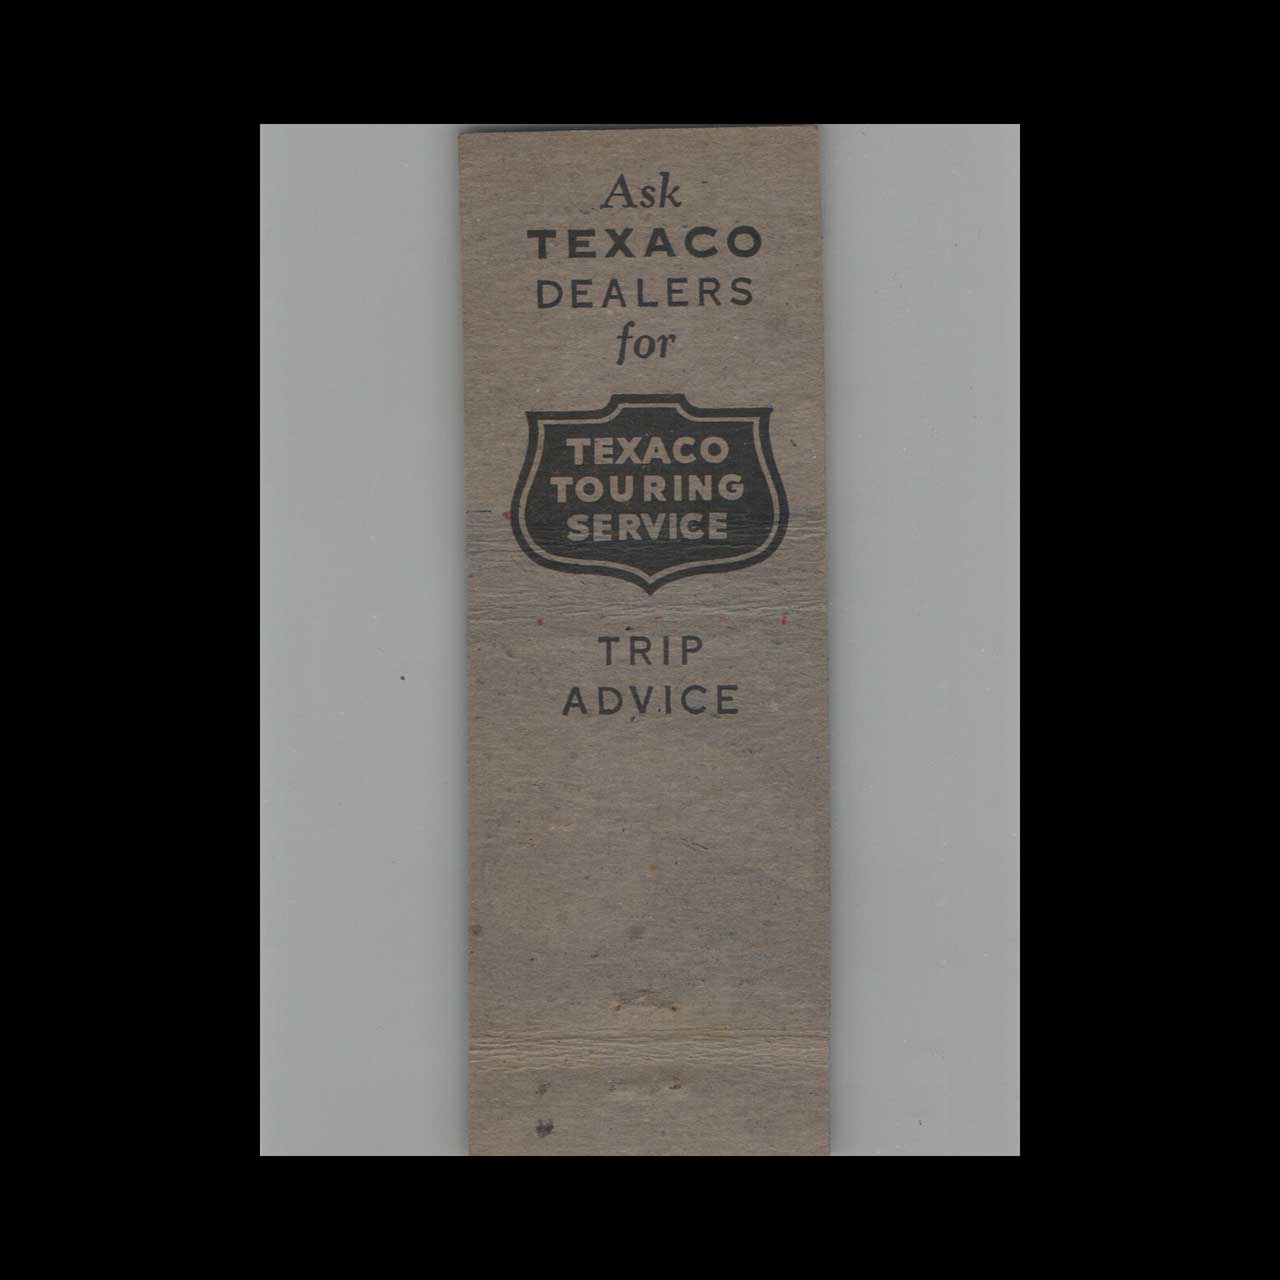 Ask
TEXACO
DEALERS
for
TEXACO
TOURING
SERVICE
TRIP
ADVICE